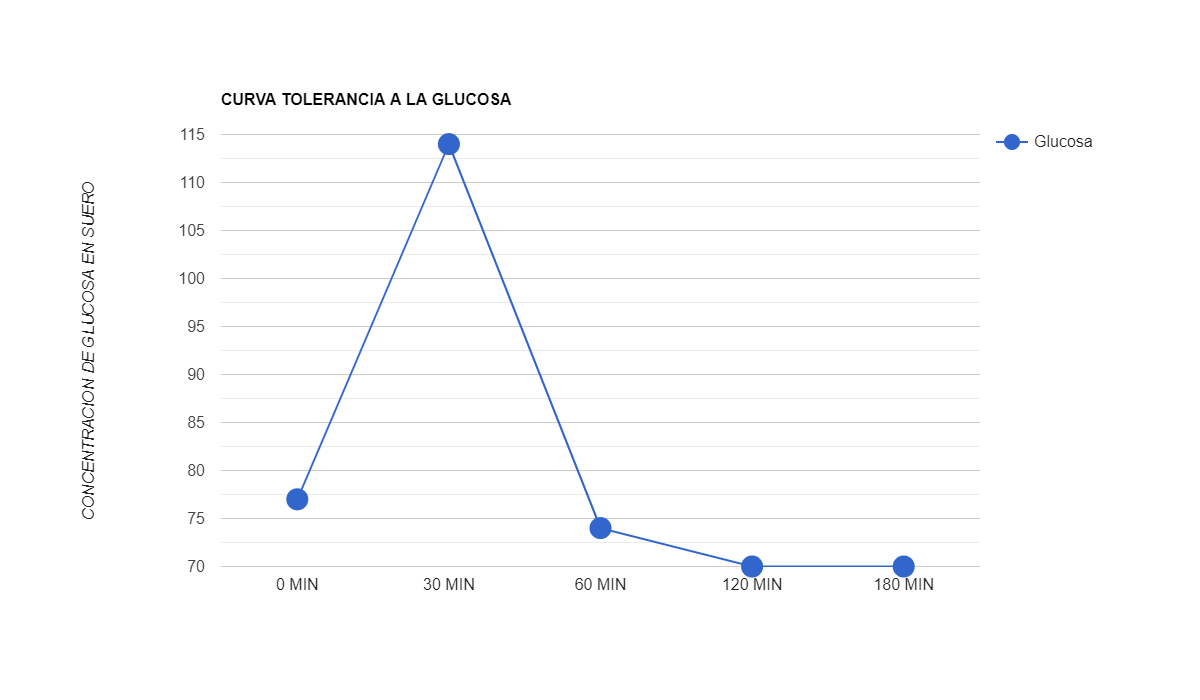 CURVA TOLERANCIA A LA GLUCOSA
Glucosa
CONCENTRACION DE GLUCOSA EN SUERO
115
110
105
100
95
90
85
80
75
70
0 MIN
30 MIN
60 MIN
120 MIN
180 MIN